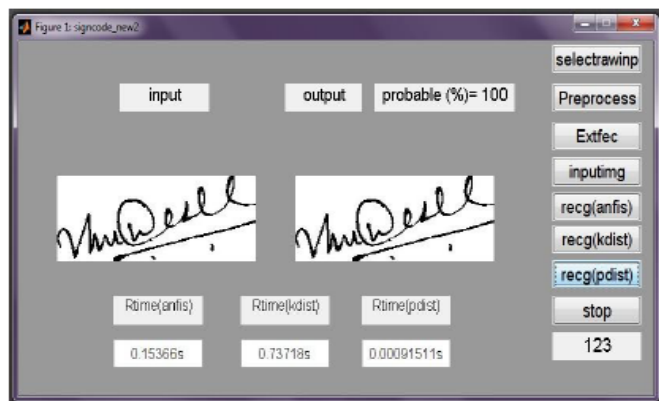 Figure 1: signcode_new2
selectrawinp
input output probable (%)= 100
Preprocess
Extfec
inputimg
recg(anfis)
recg(kdist)
recg(pdist)
Rtime(anfis) Rtime(kdist) Rtime(pdist)
stop
0.15366s 0.73718s 0.00091511s
123